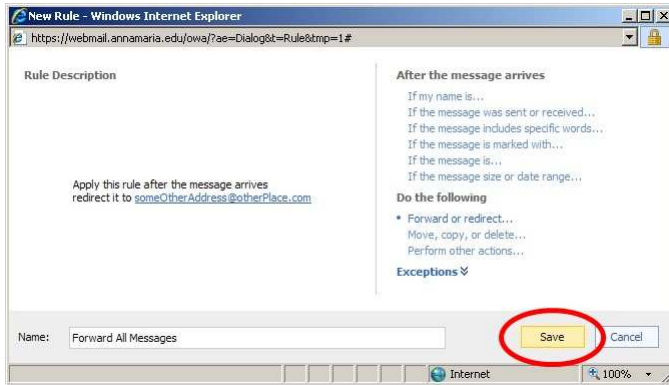 New Rule - Windows Internet Explorer
https://webmail.annamaria.edu/owa/?ae=Dialog&t=Rule&tmp=1#
Rule Description
Apply this rule after the message arrives
redirect it to someOtherAddress@otherPlace.com
After the message arrives
If my name is...
If the message was sent or received...
If the message includes specific words...
If the message is marked with...
If the message is...
If the message size or date range...
Do the following
• Forward or redirect...
Move, copy, or delete...
Perform other actions...
Exceptions
Name: Forward All Messages Save Cancel
Internet 100%